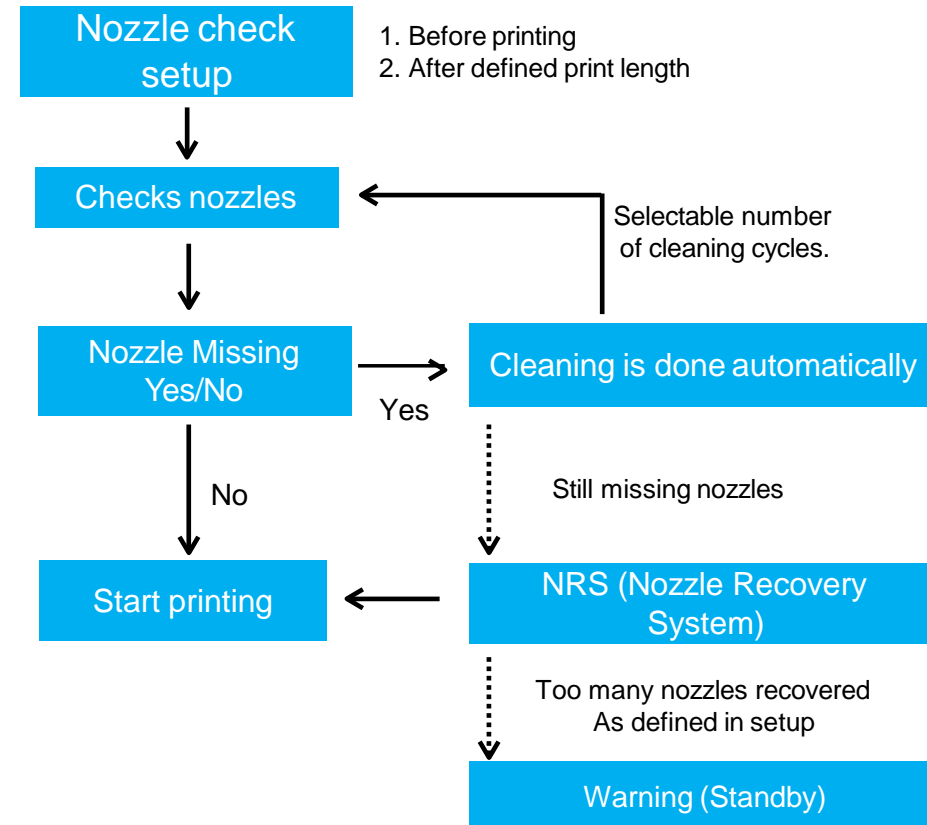 Nozzle check
setup
1. Before printing
2. After defined print length
Checks nozzles
Selectable number
of cleaning cycles.
Nozzle Missing
Yes/No
Yes
Cleaning is done automatically
No
Still missing nozzles
Start printing
NRS (Nozzle Recovery
System)
Too many nozzles recovered
As defined in setup
Warning (Standby)